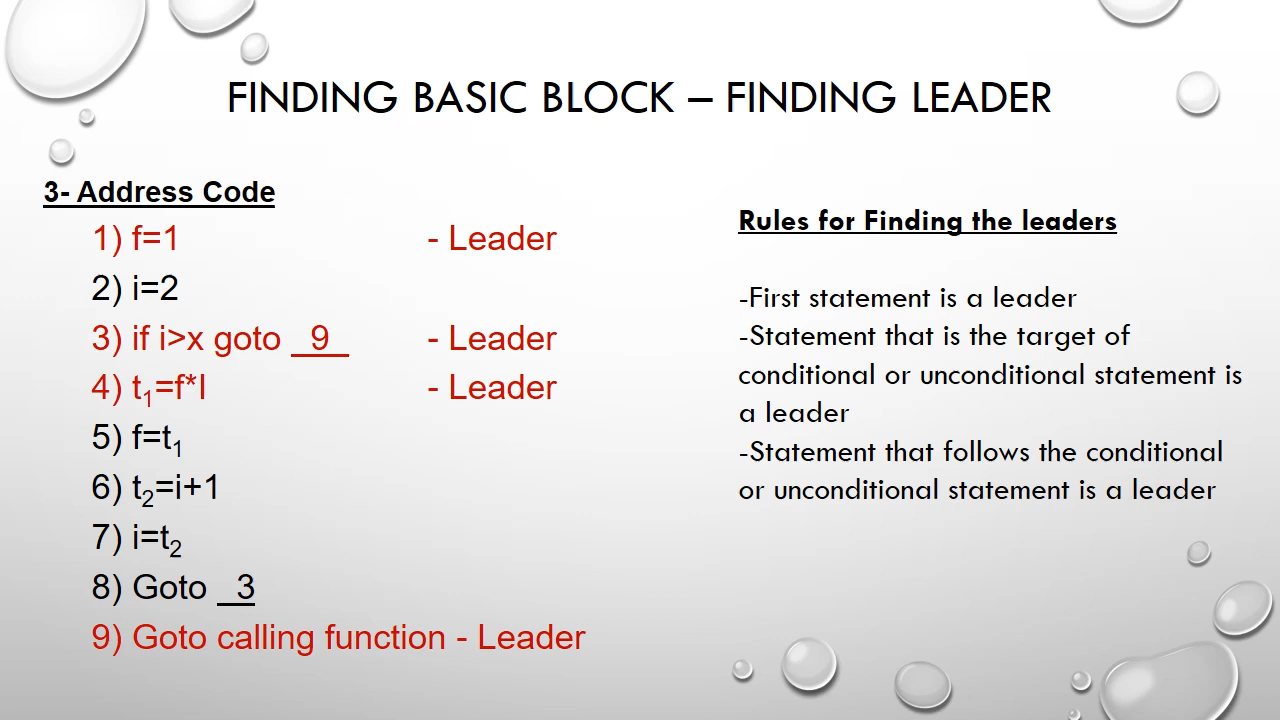 FINDING BASIC BLOCK – FINDING LEADER
3- Address Code
1) f=1 - Leader
2) i=2
3) if i>x goto 9 - Leader
4) t1=f*I - Leader
5) f=t1
6) t2=i+1
7) i=t2
8) Goto 3
9) Goto calling function - Leader
Rules for Finding the leaders
-First statement is a leader
-Statement that is the target of
conditional or unconditional statement is
a leader
-Statement that follows the conditional
or unconditional statement is a leader